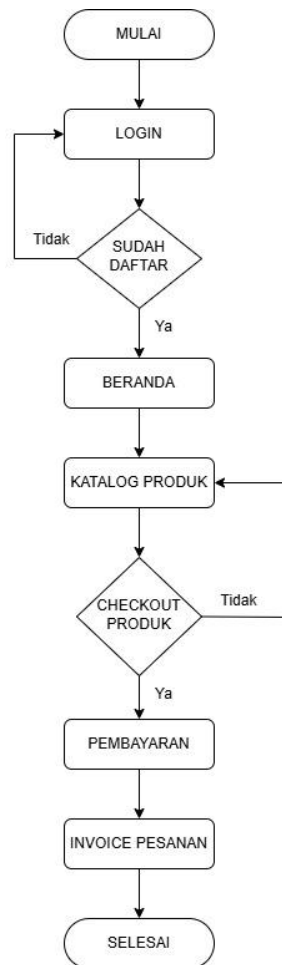 MULAI
LOGIN
Tidak
SUDAH
DAFTAR
Ya
BERANDA
KATALOG PRODUK
CHECKOUT
PRODUK
Tidak
Ya
PEMBAYARAN
INVOICE PESANAN
SELESAI